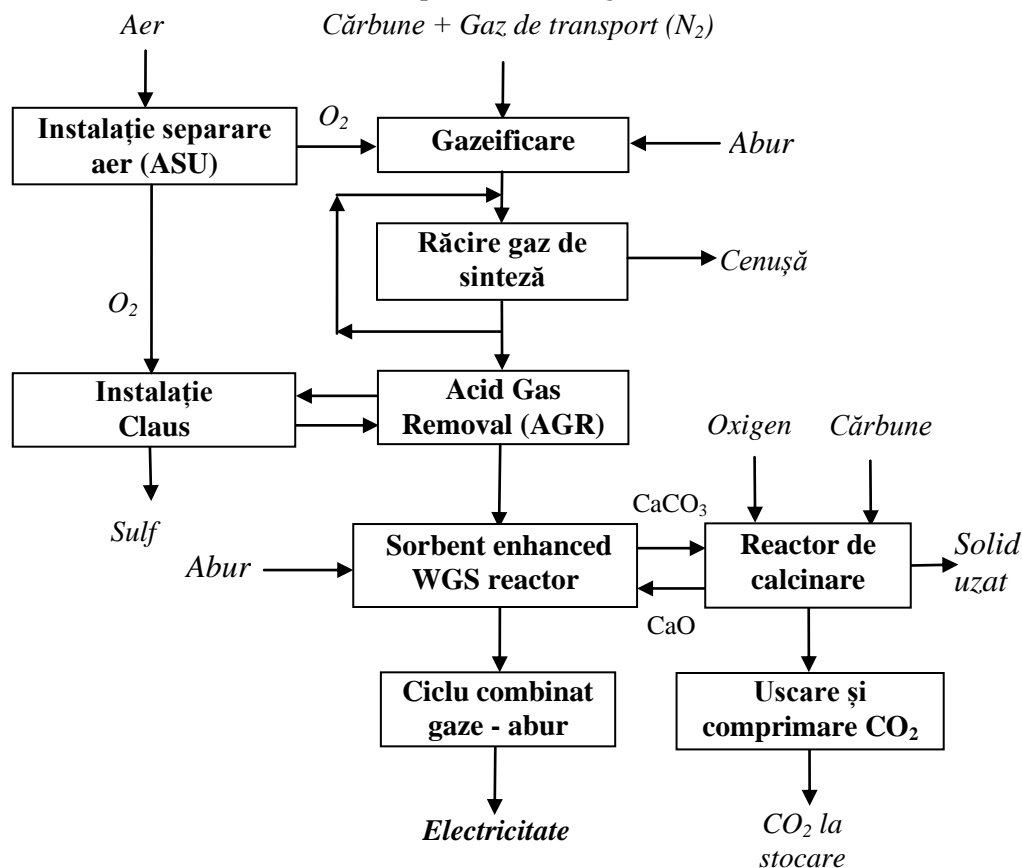 Aer
Cărbune + Gaz de transport (N₂)
Instalație separare
aer (ASU)
O₂
Gazeificare
Abur
Răcire gaz de
sinteză
Cenușă
O₂
Instalație
Claus
Acid Gas
Removal (AGR)
Oxigen
Cărbune
Sulf
CaCO₃
Abur
Sorbent enhanced
WGS reactor
Reactor de
calcinare
Solid
uzat
CaO
Ciclu combinat
gaze - abur
Uscare și
comprimare CO₂
Electricitate
CO₂ la
stocare